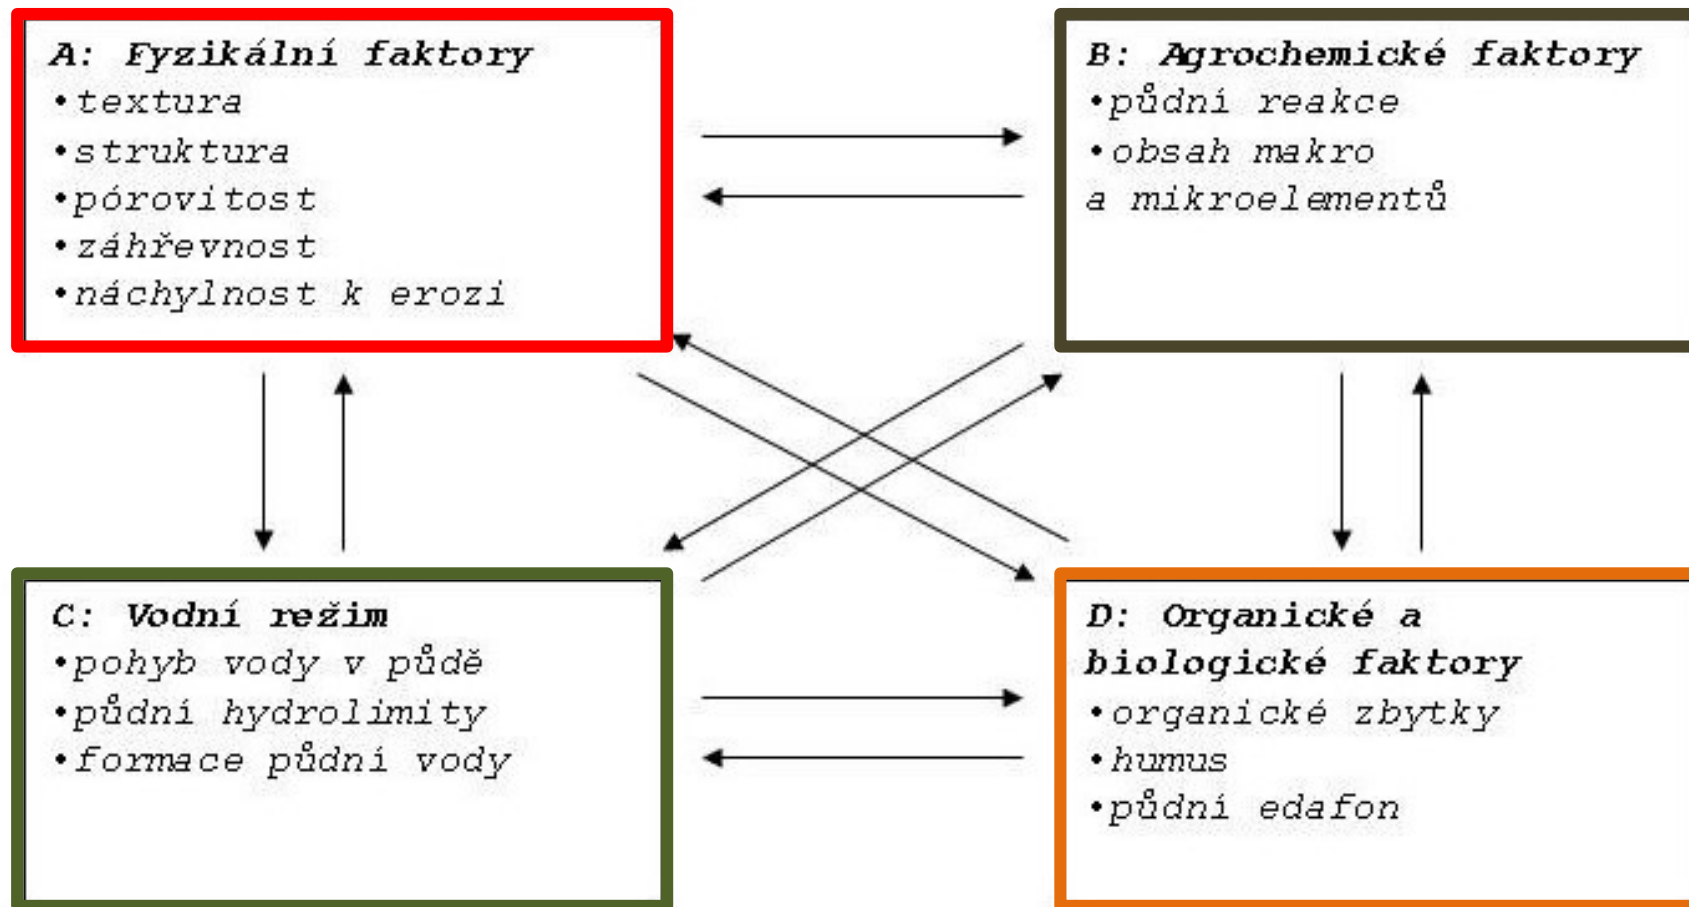 A: Fyzikální faktory
•textura
•struktura
•pórovitost
•záhřevnost
•náchylnost k erozi
B: Agrochemické faktory
•půdní reakce
•obsah makro
a mikroelementů
C: Vodní režim
•pohyb vody v půdě
•půdní hydrolimity
•formace půdní vody
D: Organické a
biologické faktory
•organické zbytky
•humus
•půdní edafon